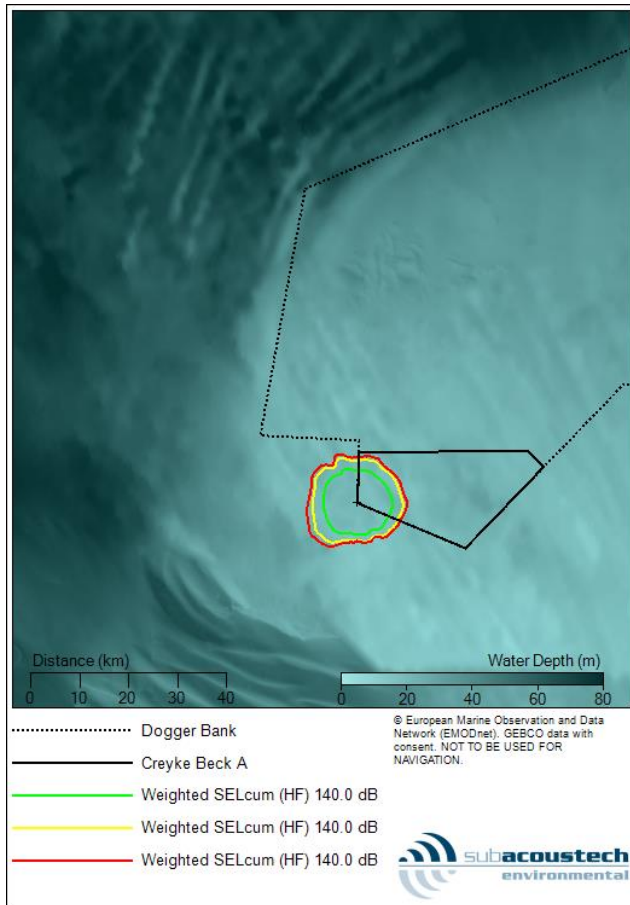 Distance (km)
0 10 20 30 40
Water Depth (m)
0 20 40 60 80
Dogger Bank
Creyke Beck A
Weighted SELcum (HF) 140.0 dB
Weighted SELcum (HF) 140.0 dB
Weighted SELcum (HF) 140.0 dB
© European Marine Observation and Data
Network (EMODnet). GEBCO data with
consent. NOT TO BE USED FOR
NAVIGATION.
subacoustech
environmental